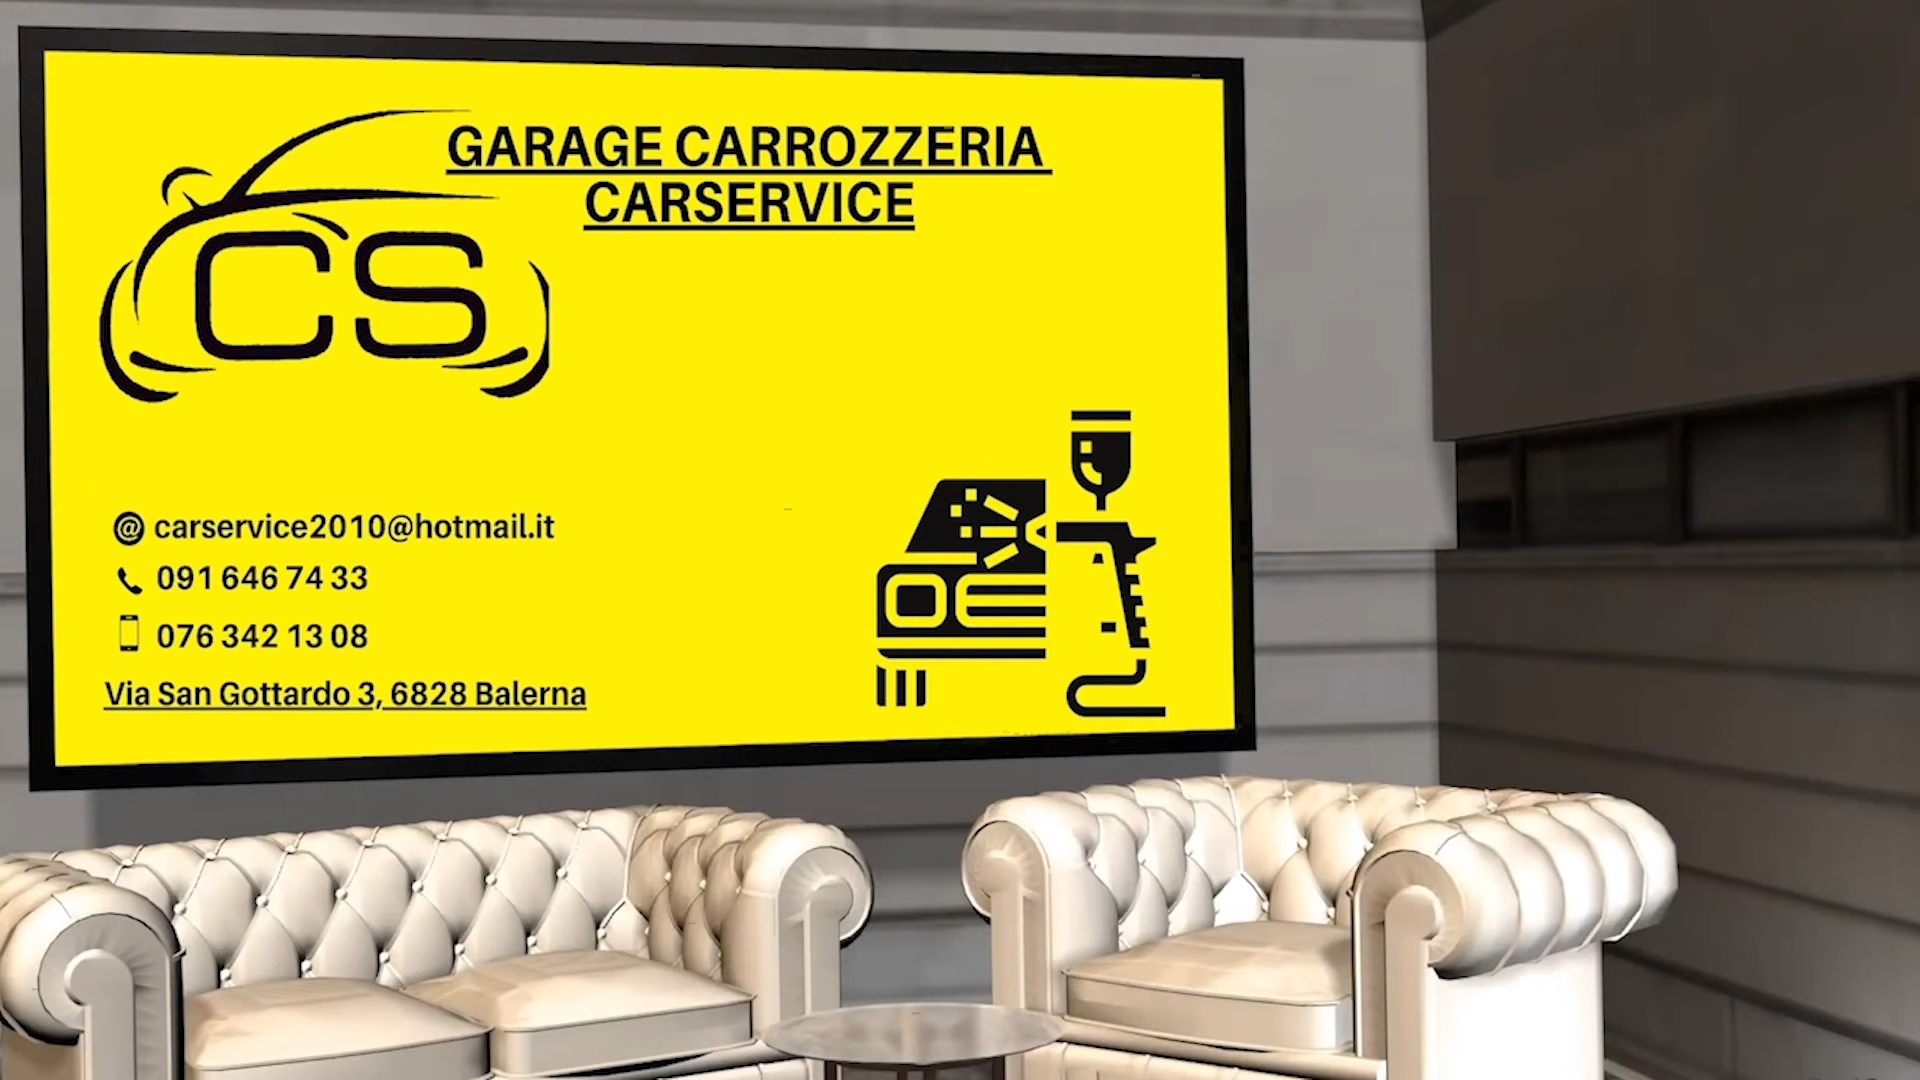 GARAGE CARROZZERIA
CARSERVICE
CS
@ carservice2010@hotmail.it
091 646 74 33
076 342 13 08
Via San Gottardo 3, 6828 Balerna